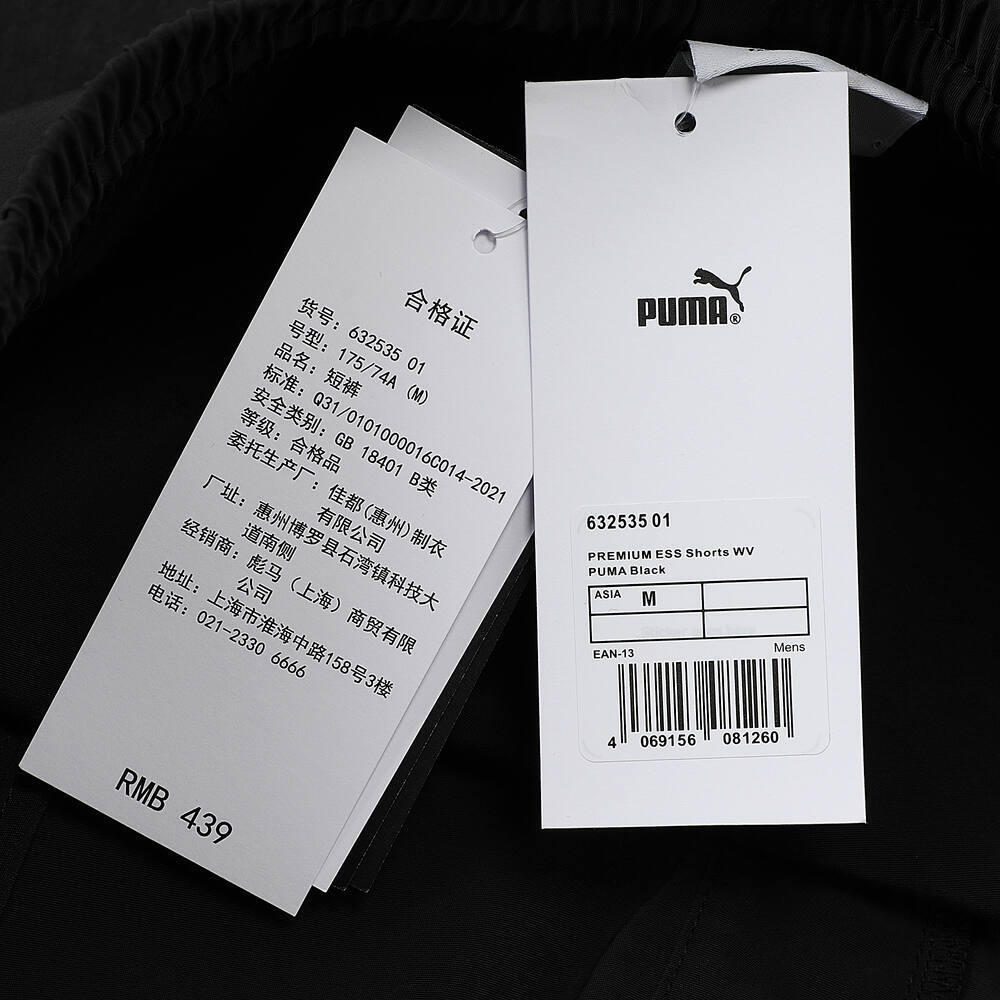 合格证
货号: 632535 01
号型: 175/74A (M)
品名: 短裤
标准: Q31/0101000016C014-2021
安全类别: GB 18401 B类
等级: 合格品
委托生产厂: 佳都(惠州)制衣
有限公司
厂址: 惠州博罗县石湾镇科技大
道南侧
经销商: 彪马 (上海) 商贸有限
公司
地址: 上海市淮海中路158号3楼
电话: 021-2330 6666
RMB 439
PUMA®
632535 01
PREMIUM ESS Shorts WV
PUMA Black
ASIA M
EAN-13 Mens
4 069156 081260